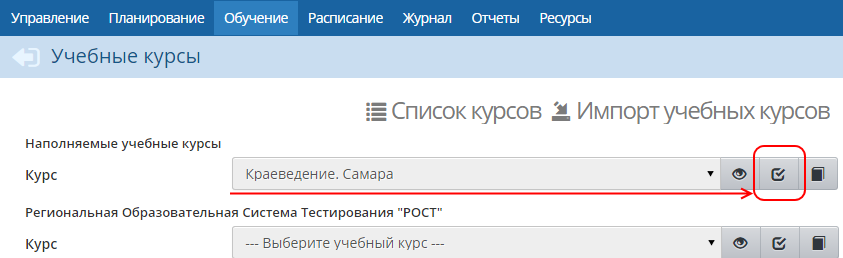 Управление Планирование Обучение Расписание Журнал Отчеты Ресурсы
Учебные курсы
Список курсов Импорт учебных курсов
Наполняемые учебные курсы
Курс Краеведение. Самара
Региональная Образовательная Система Тестирования "РОСТ"
Курс --- Выберите учебный курс ---